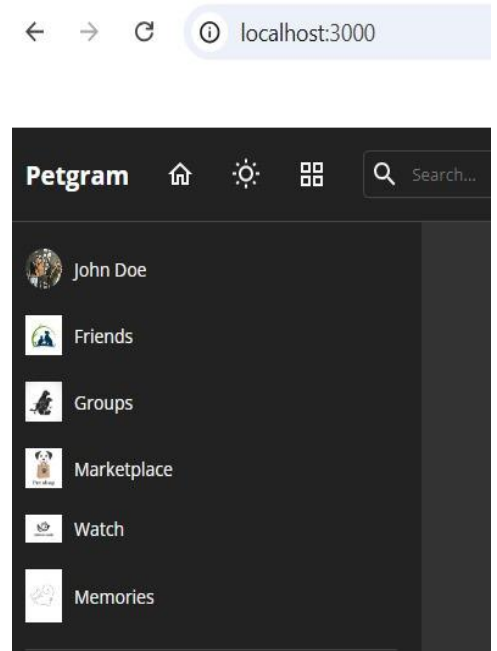 localhost:3000
Petgram Search...
John Doe
Friends
Groups
Marketplace
Watch
Memories